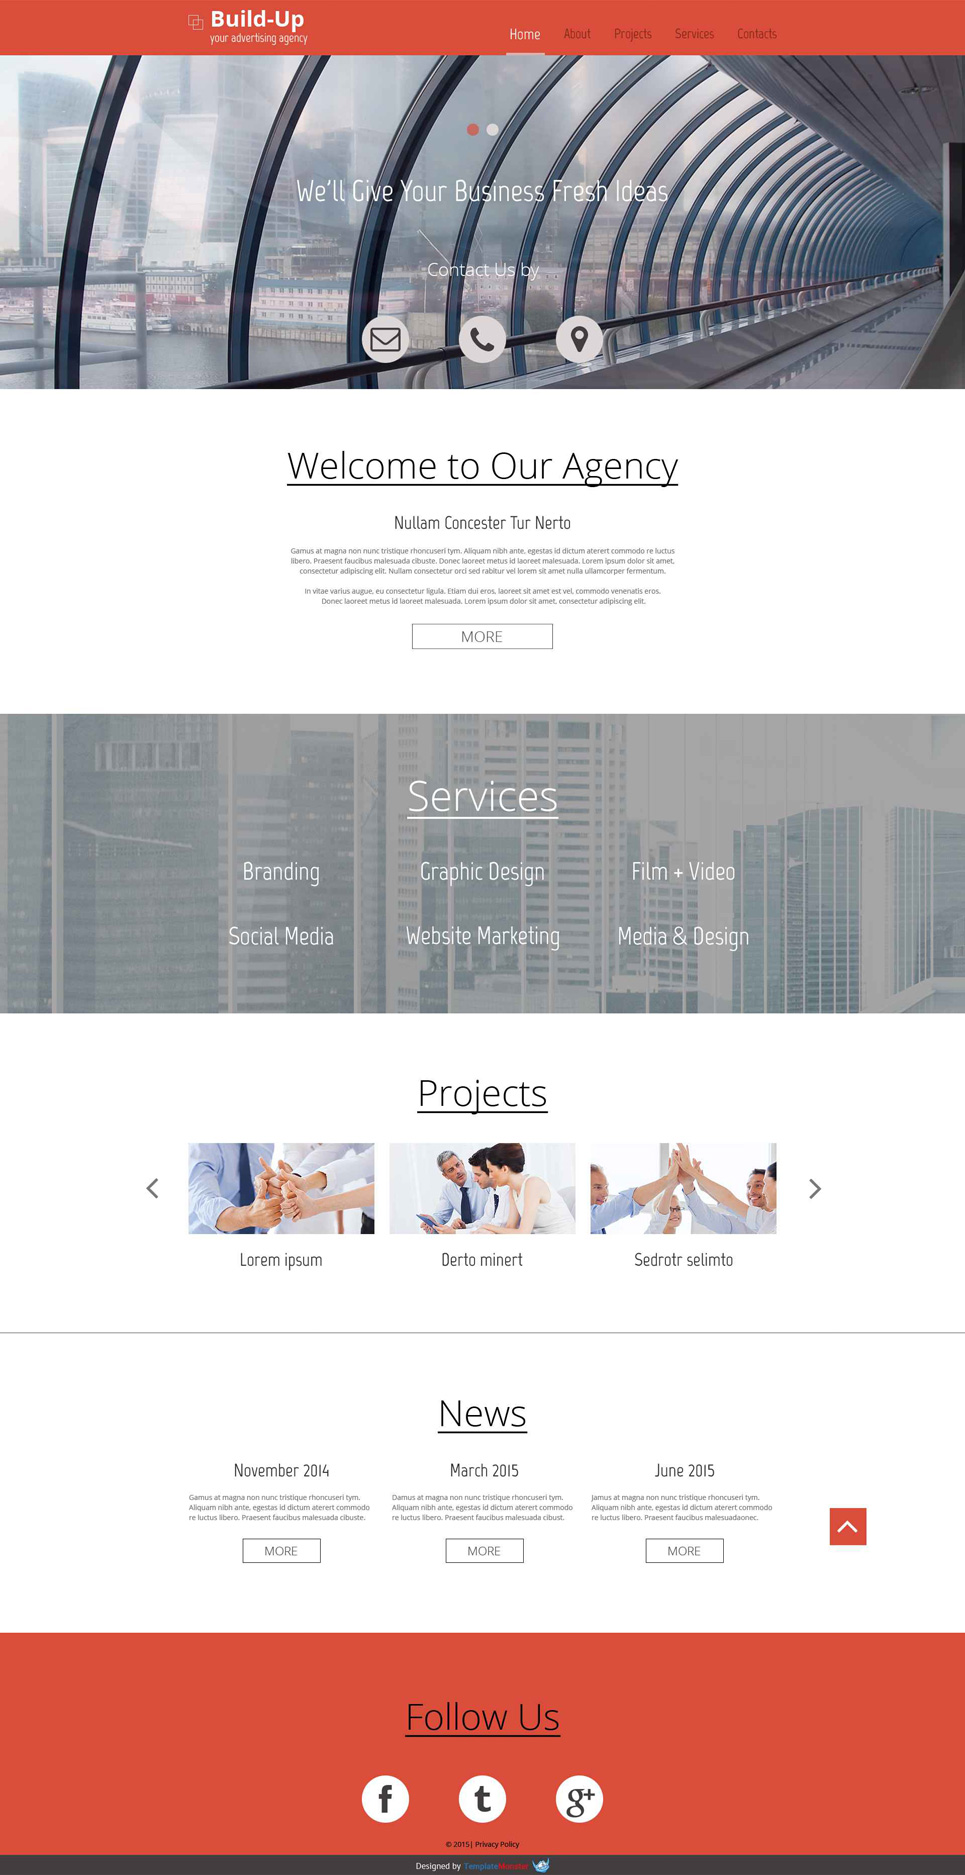 Build-Up
your advertising agency
Home About Projects Services Contacts
We'll Give Your Business Fresh Ideas
Contact Us by
Welcome to Our Agency
Nullam Concester Tur Nerto
Gamus at magna non nunc tristique rhoncuseri tym. Aliquam nibh ante, egestas id dictum aterert commodo re luctus
libero. Praesent faucibus malesuada cibuste. Donec laoreet metus id laoreet malesuada. Lorem ipsum dolor sit amet,
consectetur adipiscing elit. Nullam consectetur orci sed rabitur vel lorem sit amet nulla ullamcorper fermentum.
In vitae varius augue, eu consectetur ligula. Etiam dui eros, laoreet sit amet est vel, commodo venenatis eros.
Donec laoreet metus id laoreet malesuada. Lorem ipsum dolor sit amet, consectetur adipiscing elit.
MORE
Services
Branding Graphic Design Film + Video
Social Media Website Marketing Media & Design
Projects
Lorem ipsum Derto minert Sedrotr selimto
News
November 2014
Gamus at magna non nunc tristique rhoncuseri tym.
Aliquam nibh ante, egestas id dictum aterert commodo
re luctus libero. Praesent faucibus malesuada cibuste.
MORE
March 2015
Damus at magna non nunc tristique rhoncuseri tym.
Aliquam nibh ante, egestas id dictum aterert commodo
re luctus libero. Praesent faucibus malesuada cibust.
MORE
June 2015
Jamus at magna non nunc tristique rhoncuseri tym.
Aliquam nibh ante, egestas id dictum aterert commodo
re luctus libero. Praesent faucibus malesuadaonec.
MORE
Follow Us
f t g+
© 2015| Privacy Policy
Designed by TemplateMonster